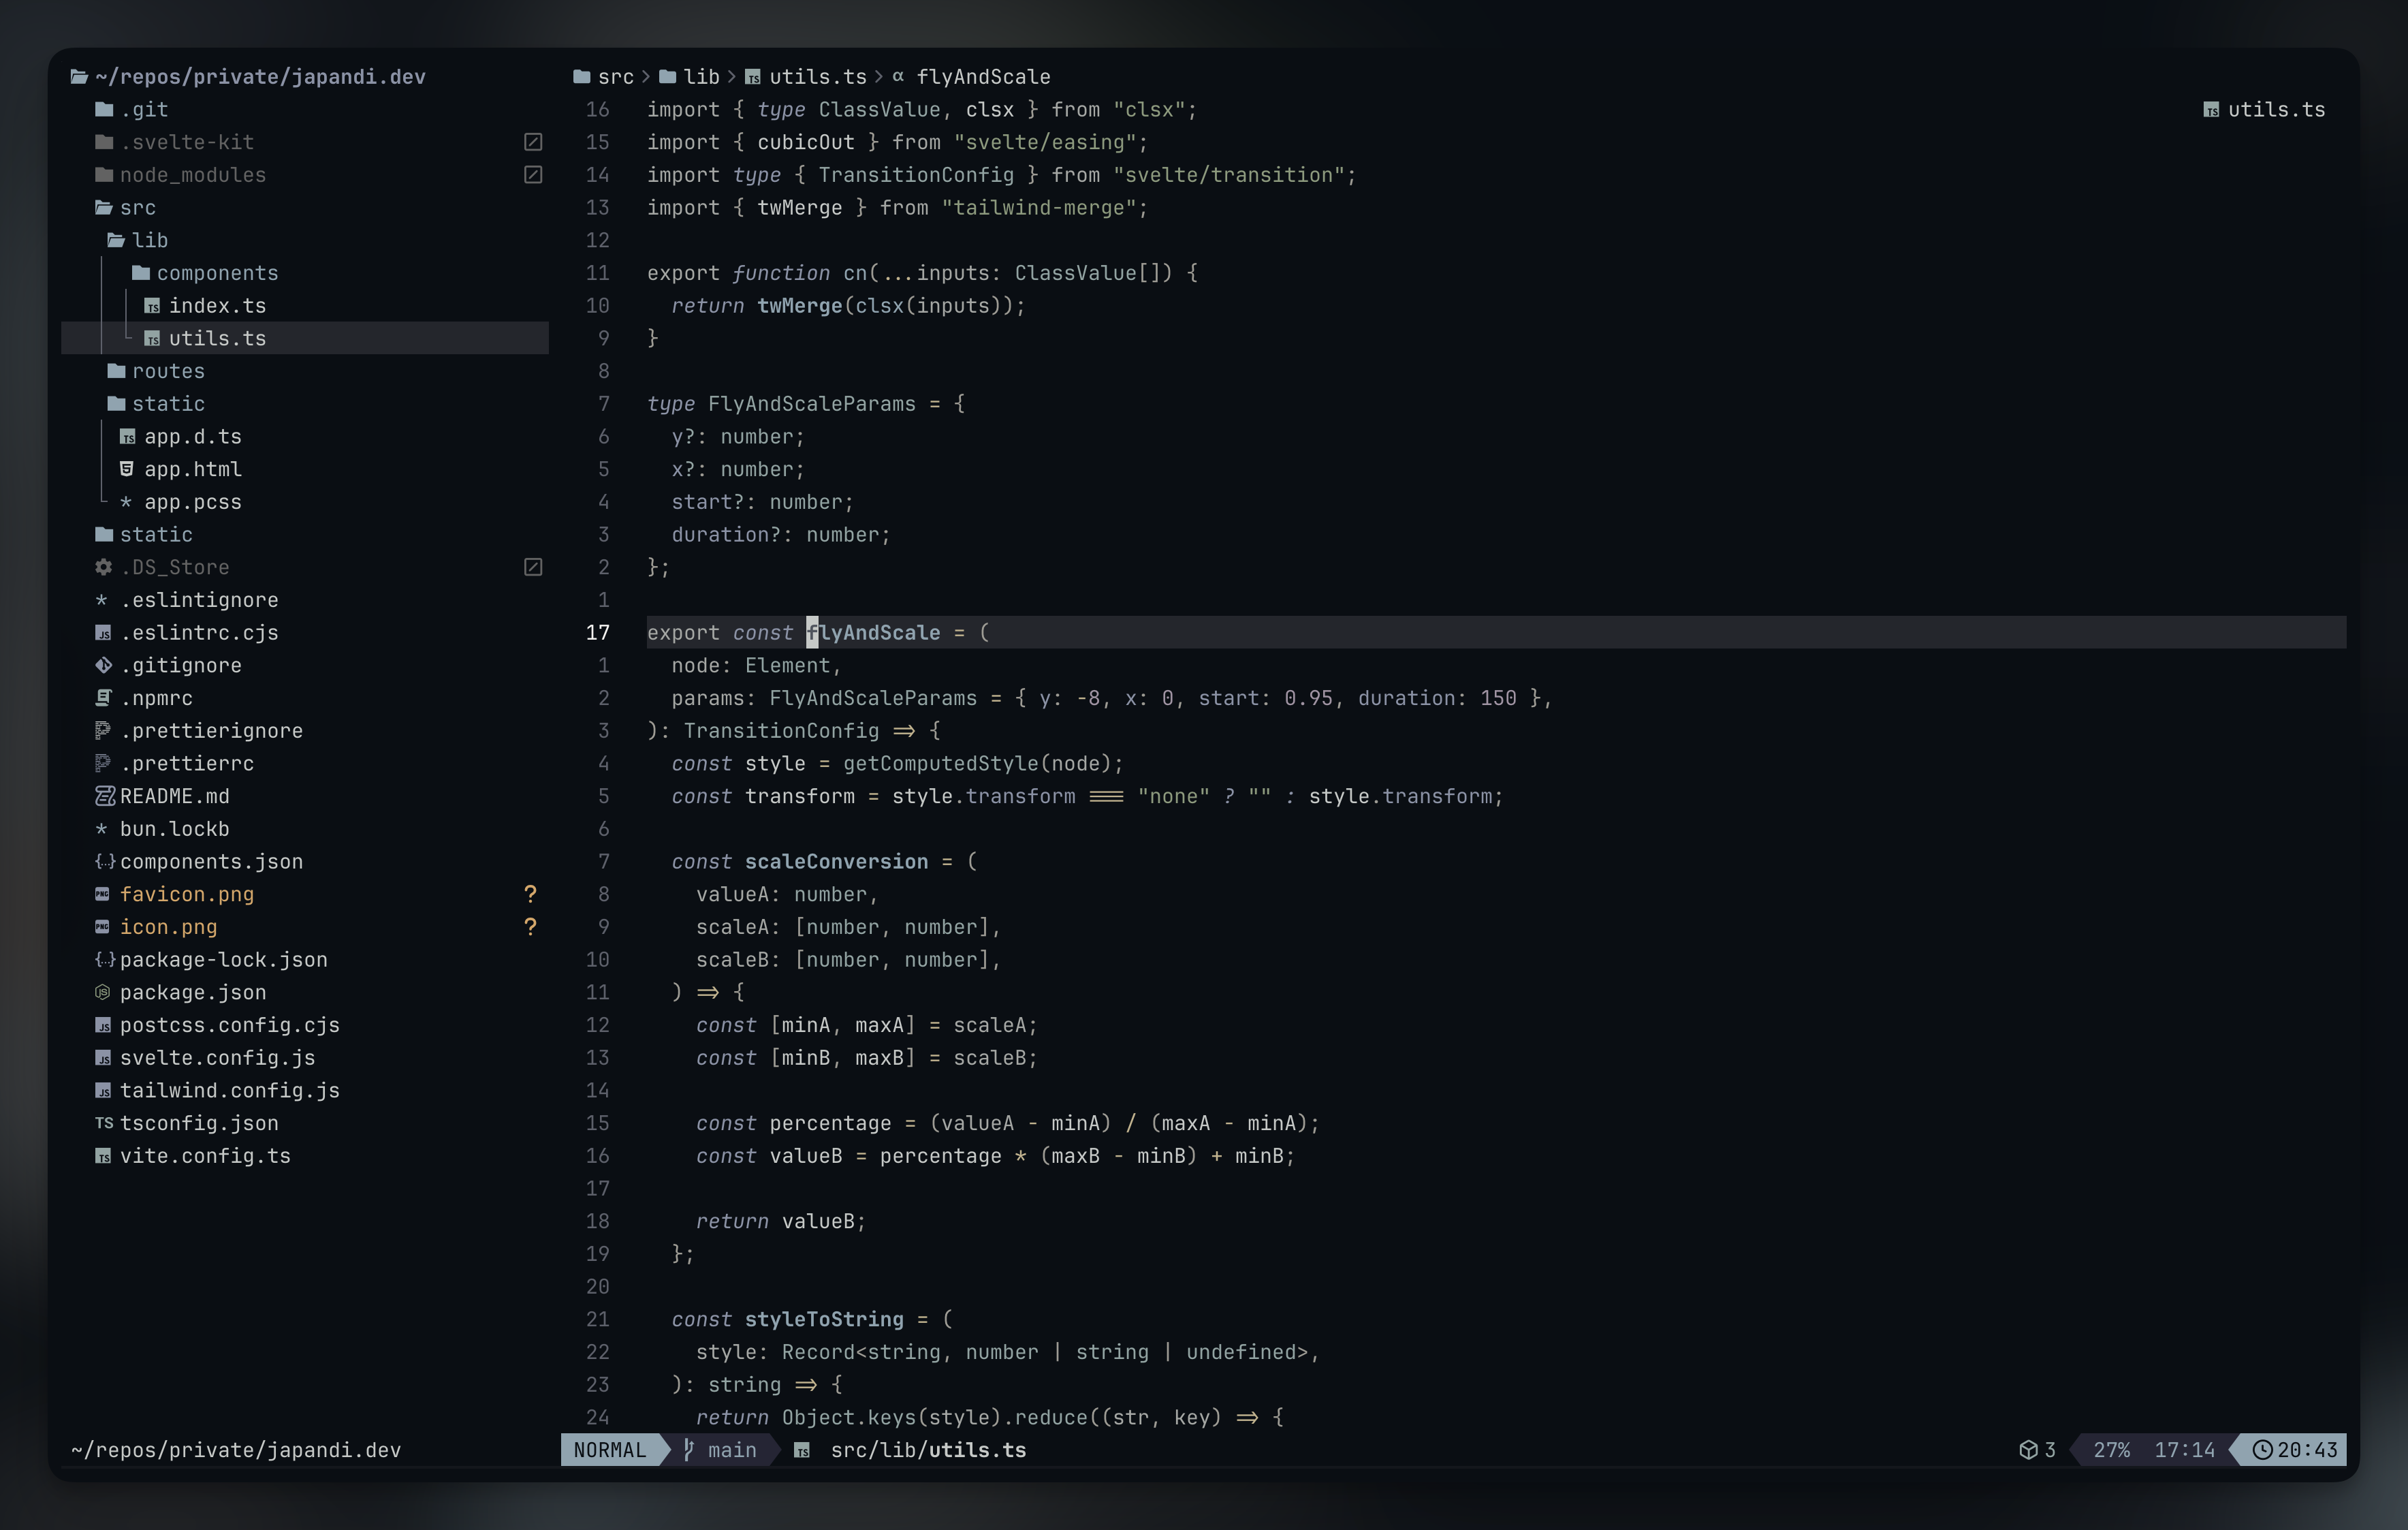 ~/repos/private/japandi.dev
.git
.svelte-kit
node_modules
src
lib
components
index.ts
utils.ts
routes
static
app.d.ts
app.html
app.pcss
static
.DS_Store
.eslintignore
.eslintrc.cjs
.gitignore
.npmrc
.prettierignore
.prettierrc
README.md
bun.lockb
components.json
favicon.png ?
icon.png ?
package-lock.json
package.json
postcss.config.cjs
svelte.config.js
tailwind.config.js
tsconfig.json
vite.config.ts
~/repos/private/japandi.dev
src > lib > utils.ts > α flyAndScale
utils.ts
16 import { type ClassValue, clsx } from "clsx";
15 import { cubicOut } from "svelte/easing";
14 import type { TransitionConfig } from "svelte/transition";
13 import { twMerge } from "tailwind-merge";
12
11 export function cn(...inputs: ClassValue[]) {
10   return twMerge(clsx(inputs));
9 }
8
7 type FlyAndScaleParams = {
6   y?: number;
5   x?: number;
4   start?: number;
3   duration?: number;
2 };
1
17 export const flyAndScale = (
1   node: Element,
2   params: FlyAndScaleParams = { y: -8, x: 0, start: 0.95, duration: 150 },
3 ): TransitionConfig => {
4   const style = getComputedStyle(node);
5   const transform = style.transform === "none" ? "" : style.transform;
6
7   const scaleConversion = (
8     valueA: number,
9     scaleA: [number, number],
10     scaleB: [number, number],
11   ) => {
12     const [minA, maxA] = scaleA;
13     const [minB, maxB] = scaleB;
14
15     const percentage = (valueA - minA) / (maxA - minA);
16     const valueB = percentage * (maxB - minB) + minB;
17
18     return valueB;
19   };
20
21   const styleToString = (
22     style: Record<string, number | string | undefined>,
23   ): string => {
24     return Object.keys(style).reduce((str, key) => {
NORMAL main src/lib/utils.ts 3 27% 17:14 20:43